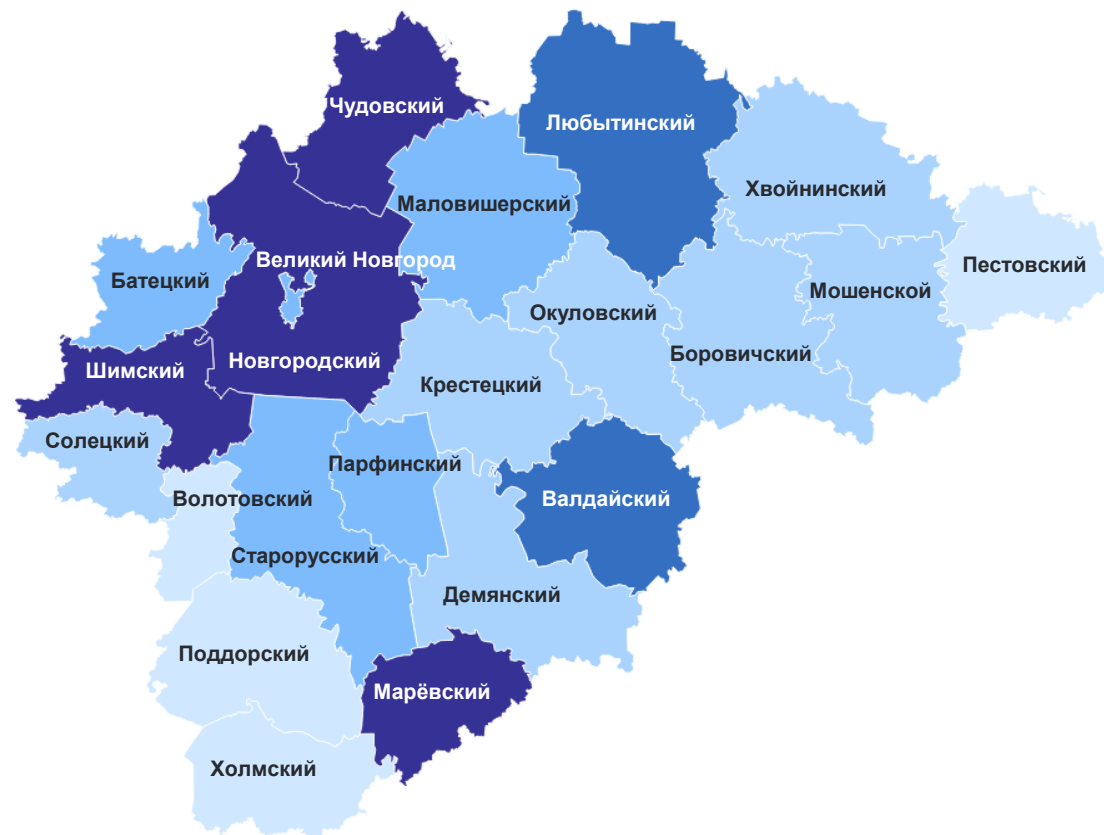 Чудовский
Любытинский
Хвойнинский
Маловишерский
Великий Новгород
Пестовский
Батецкий
Мошенской
Окуловский
Боровичский
Новгородский
Шимский
Крестецкий
Солецкий
Парфинский
Волотовский
Валдайский
Старорусский
Демянский
Поддорский
Марёвский
Холмский